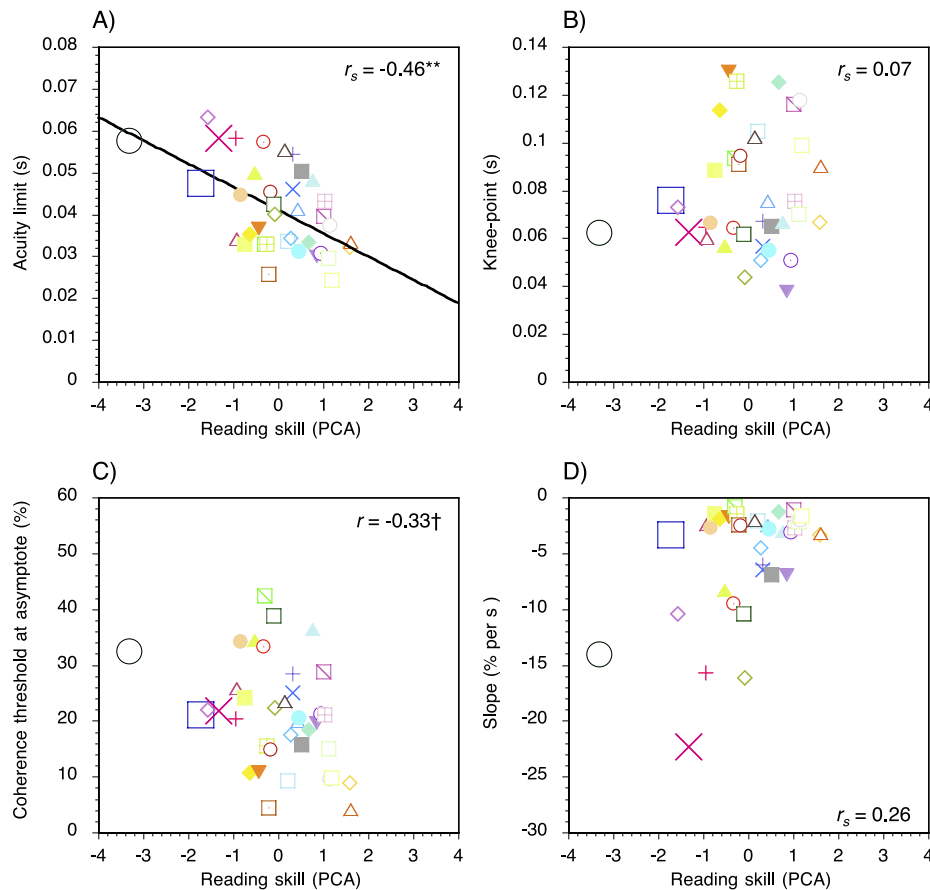 A)
r_s = -0.46**
Acuity limit (s)
0.08
0.07
0.06
0.05
0.04
0.03
0.02
0.01
0
-4 -3 -2 -1 0 1 2 3 4
Reading skill (PCA)
B)
r_s = 0.07
Knee-point (s)
0.14
0.12
0.1
0.08
0.06
0.04
0.02
0
-4 -3 -2 -1 0 1 2 3 4
Reading skill (PCA)
C)
r = -0.33†
Coherence threshold at asymptote (%)
60
50
40
30
20
10
0
-4 -3 -2 -1 0 1 2 3 4
Reading skill (PCA)
D)
Slope (% per s )
0
-5
-10
-15
-20
-25
-30
r_s = 0.26
-4 -3 -2 -1 0 1 2 3 4
Reading skill (PCA)